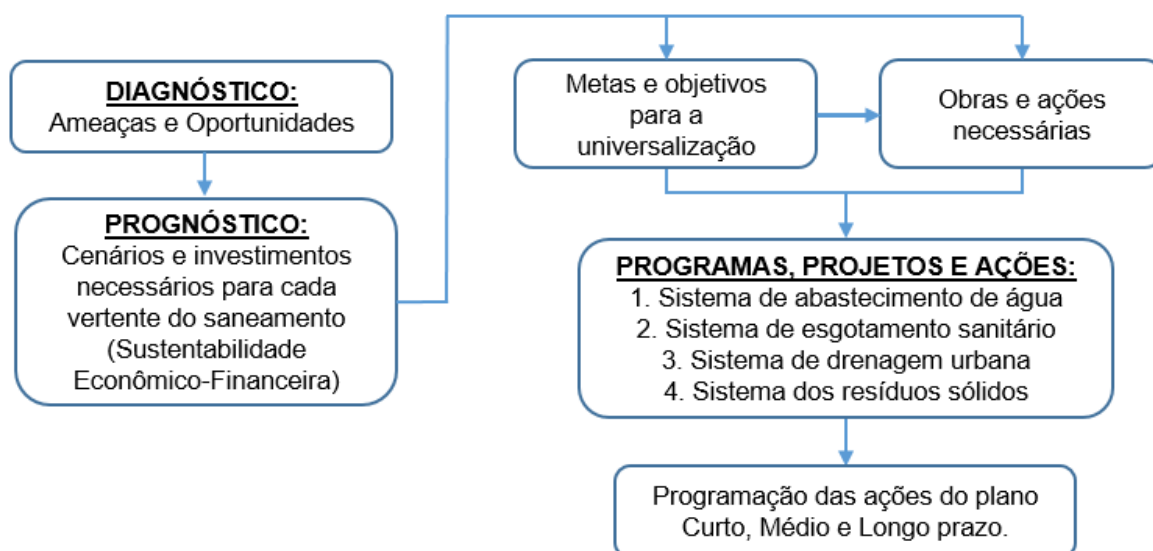 DIAGNÓSTICO:
Ameaças e Oportunidades
PROGNÓSTICO:
Cenários e investimentos
necessários para cada
vertente do saneamento
(Sustentabilidade
Econômico-Financeira)
Metas e objetivos
para a
universalização
Obras e ações
necessárias
PROGRAMAS, PROJETOS E AÇÕES:
1. Sistema de abastecimento de água
2. Sistema de esgotamento sanitário
3. Sistema de drenagem urbana
4. Sistema dos resíduos sólidos
Programação das ações do plano
Curto, Médio e Longo prazo.